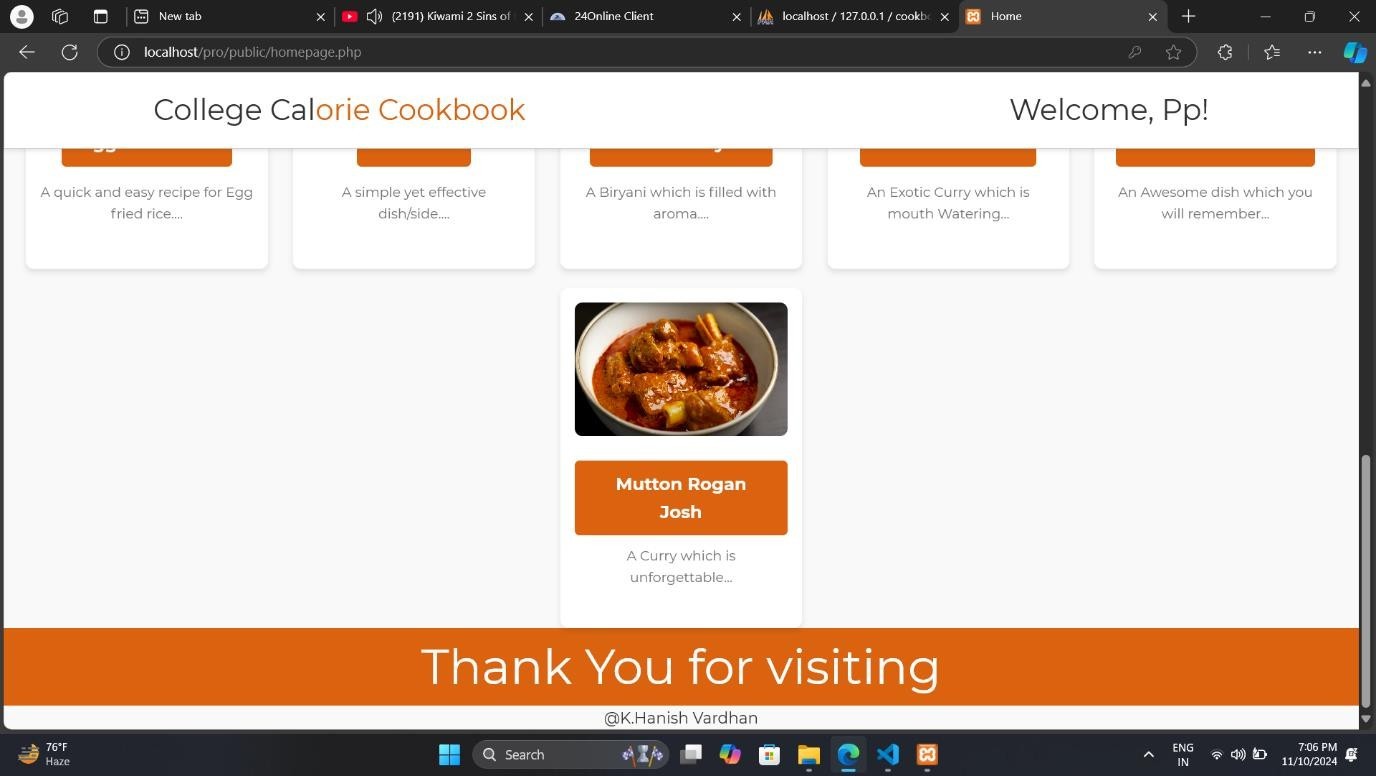 New tab
(2191) Kiwami 2 Sins of
24Online Client
localhost / 127.0.0.1 / cookb
Home
localhost/pro/public/homepage.php
College Calorie Cookbook
Welcome, Pp!
A quick and easy recipe for Egg
fried rice....
A simple yet effective
dish/side....
A Biryani which is filled with
aroma....
An Exotic Curry which is
mouth Watering...
An Awesome dish which you
will remember...
Mutton Rogan
Josh
A Curry which is
unforgettable...
Thank You for visiting
@K.Hanish Vardhan
76°F
Haze
Search
ENG
IN
7:06 PM
11/10/2024